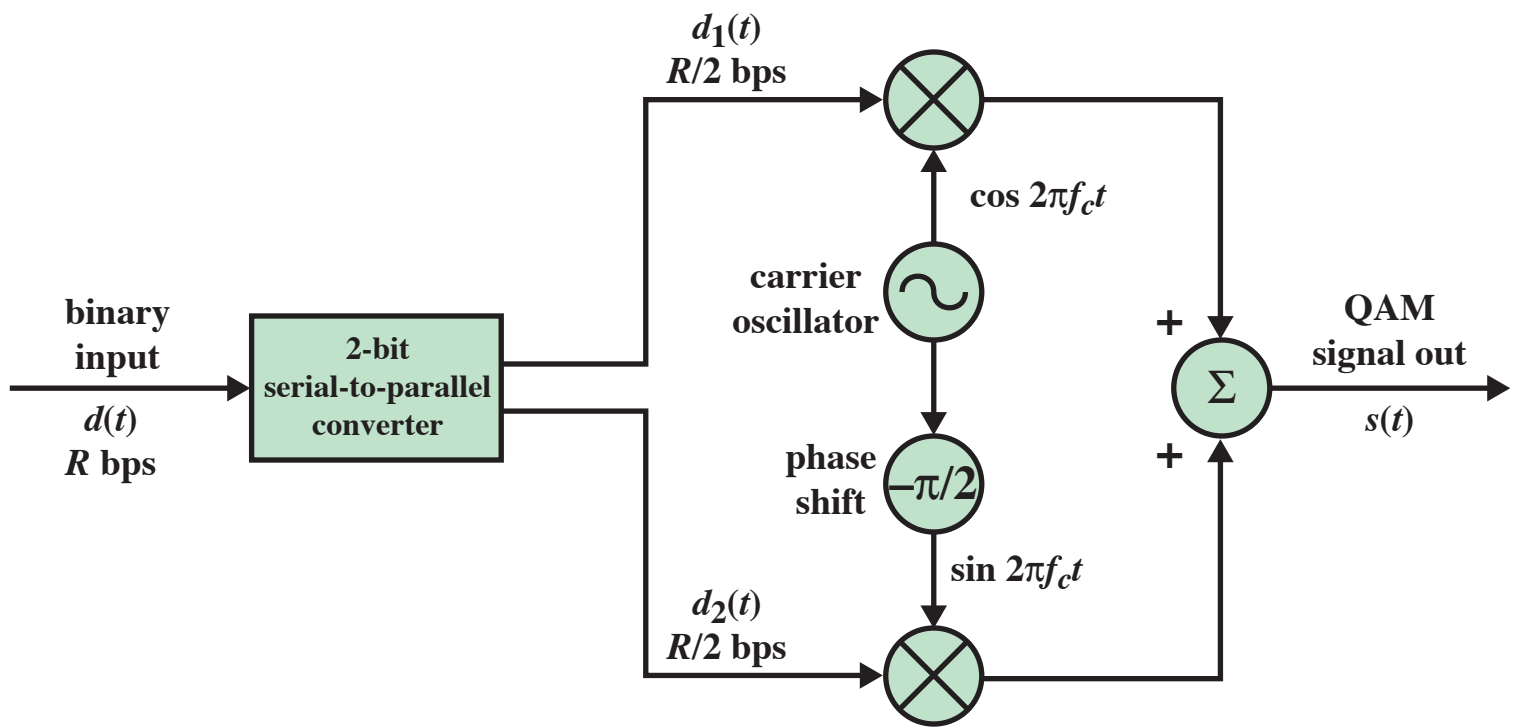 binary
input
d(t)
R bps
2-bit
serial-to-parallel
converter
d1(t)
R/2 bps
cos 2πfct
carrier
oscillator
phase
shift
–π/2
sin 2πfct
d2(t)
R/2 bps
+
Σ
+
QAM
signal out
s(t)